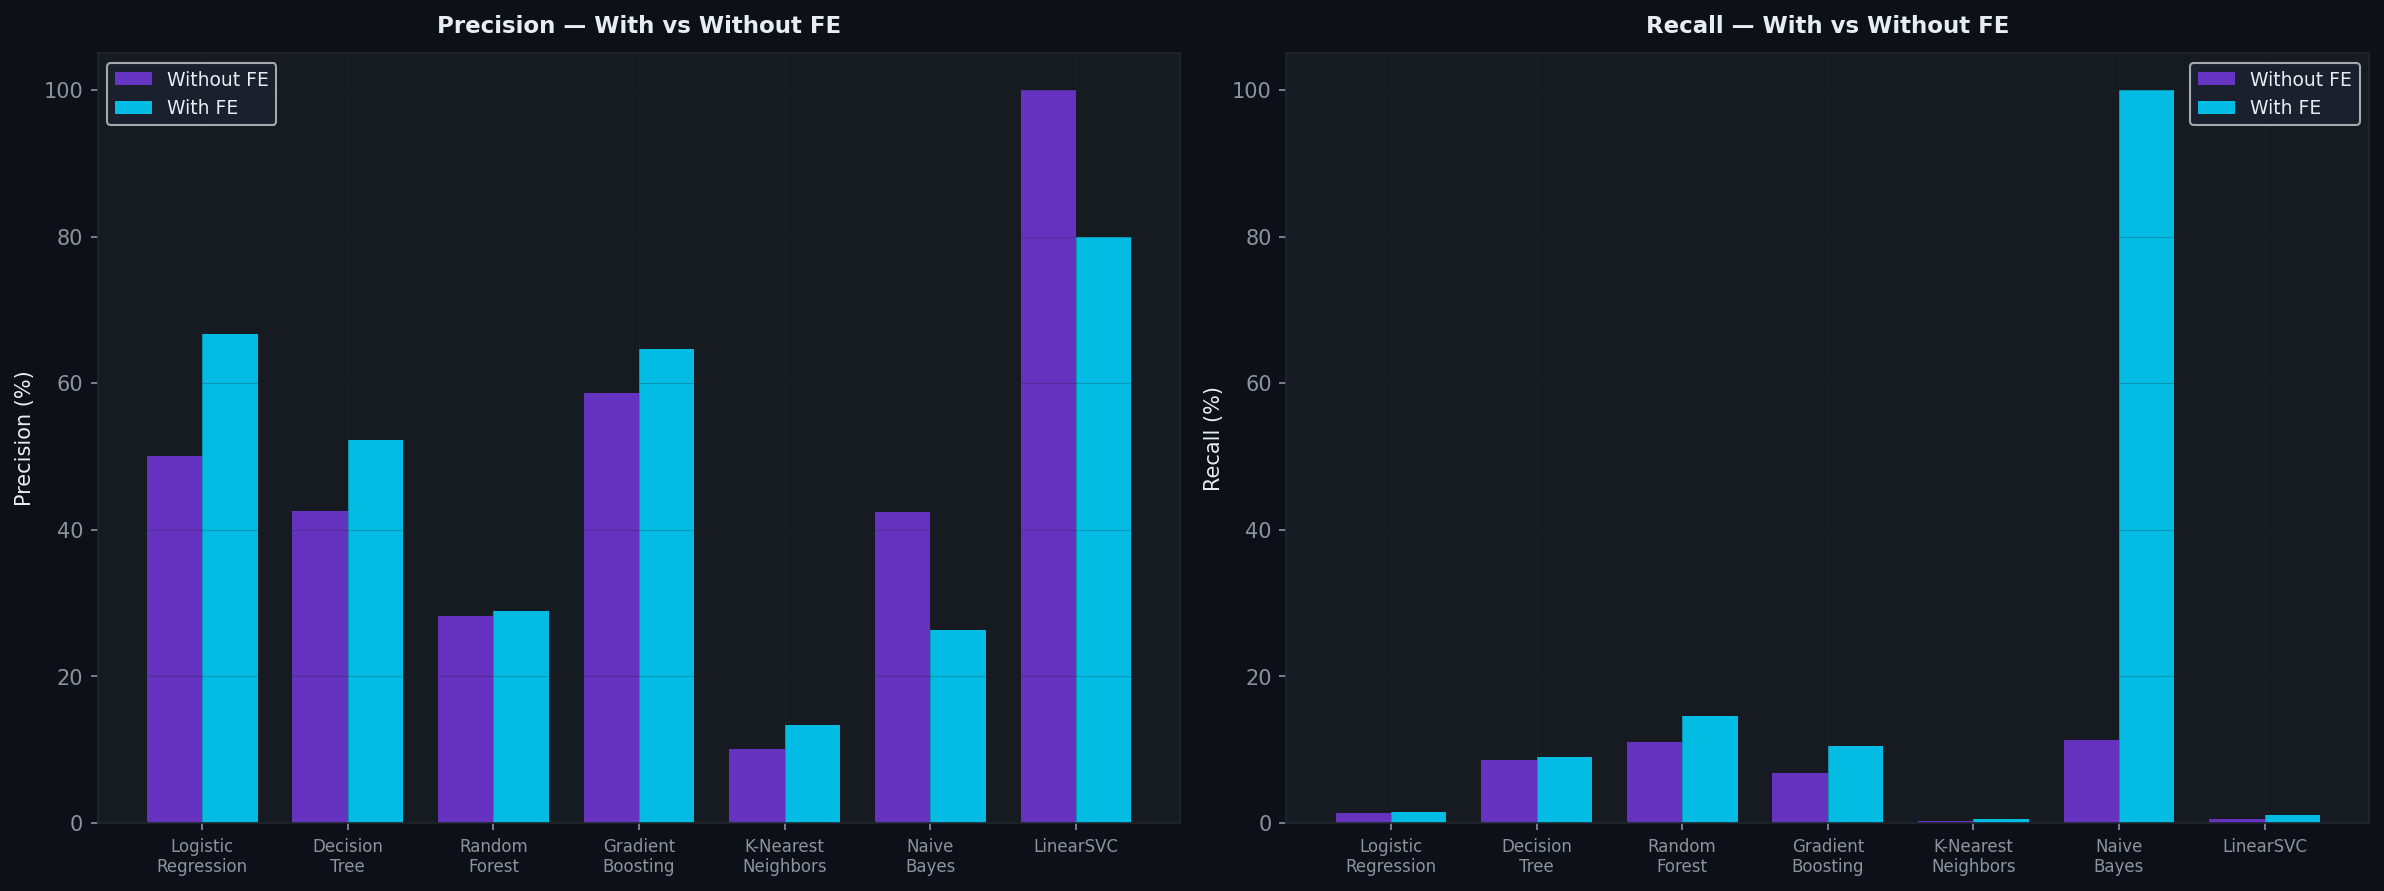 Precision — With vs Without FE
Without FE
With FE
Precision (%)
100
80
60
40
20
0
Logistic
Regression
Decision
Tree
Random
Forest
Gradient
Boosting
K-Nearest
Neighbors
Naive
Bayes
LinearSVC
Recall — With vs Without FE
Without FE
With FE
Recall (%)
100
80
60
40
20
0
Logistic
Regression
Decision
Tree
Random
Forest
Gradient
Boosting
K-Nearest
Neighbors
Naive
Bayes
LinearSVC